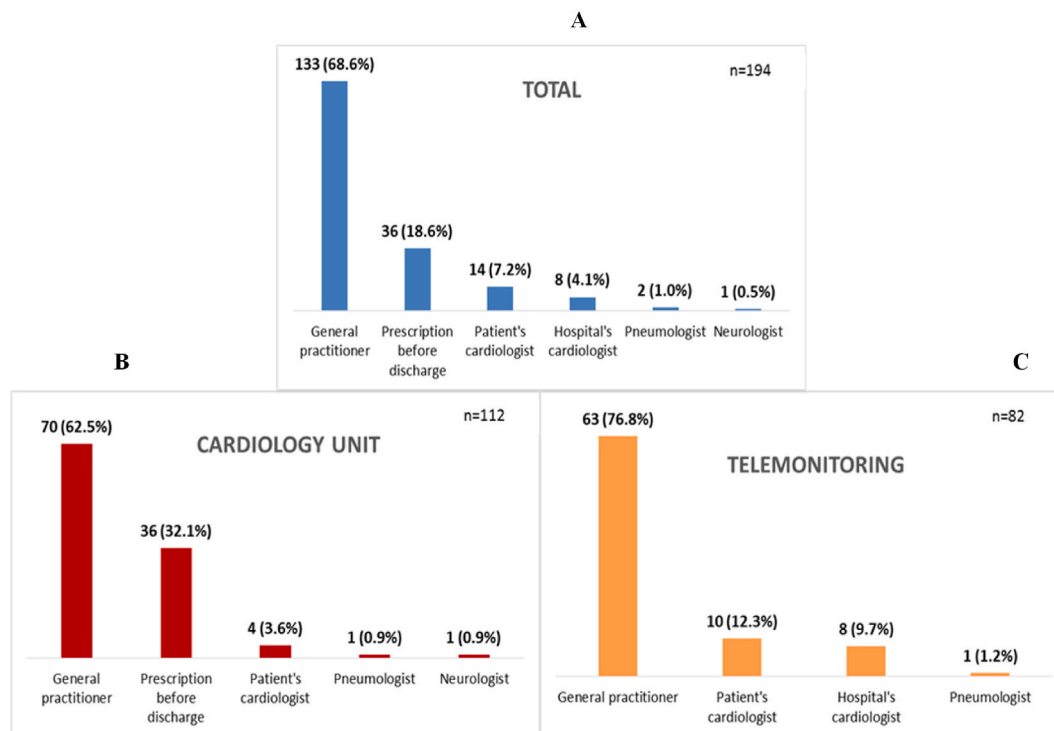 A
TOTAL
n=194
133 (68.6%)
36 (18.6%)
14 (7.2%)
8 (4.1%)
2 (1.0%)
1 (0.5%)
General
practitioner
Prescription
before
discharge
Patient's
cardiologist
Hospital's
cardiologist
Pneumologist
Neurologist
B
CARDIOLOGY UNIT
n=112
70 (62.5%)
36 (32.1%)
4 (3.6%)
1 (0.9%)
1 (0.9%)
General
practitioner
Prescription
before
discharge
Patient's
cardiologist
Pneumologist
Neurologist
C
TELEMONITORING
n=82
63 (76.8%)
10 (12.3%)
8 (9.7%)
1 (1.2%)
General practitioner
Patient's
cardiologist
Hospital's
cardiologist
Pneumologist